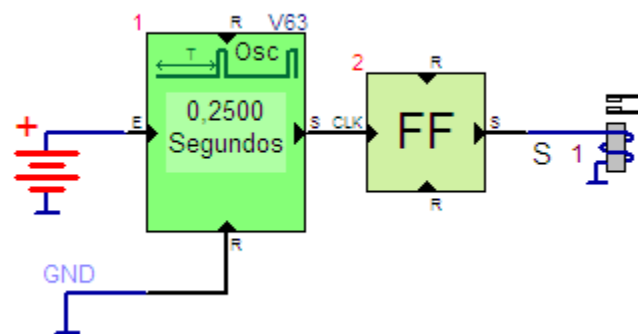 1
R
V63
T
Osc
2
R
0,2500
Segundos
+
E
S
CLK
FF
S
S
1
R
R
GND